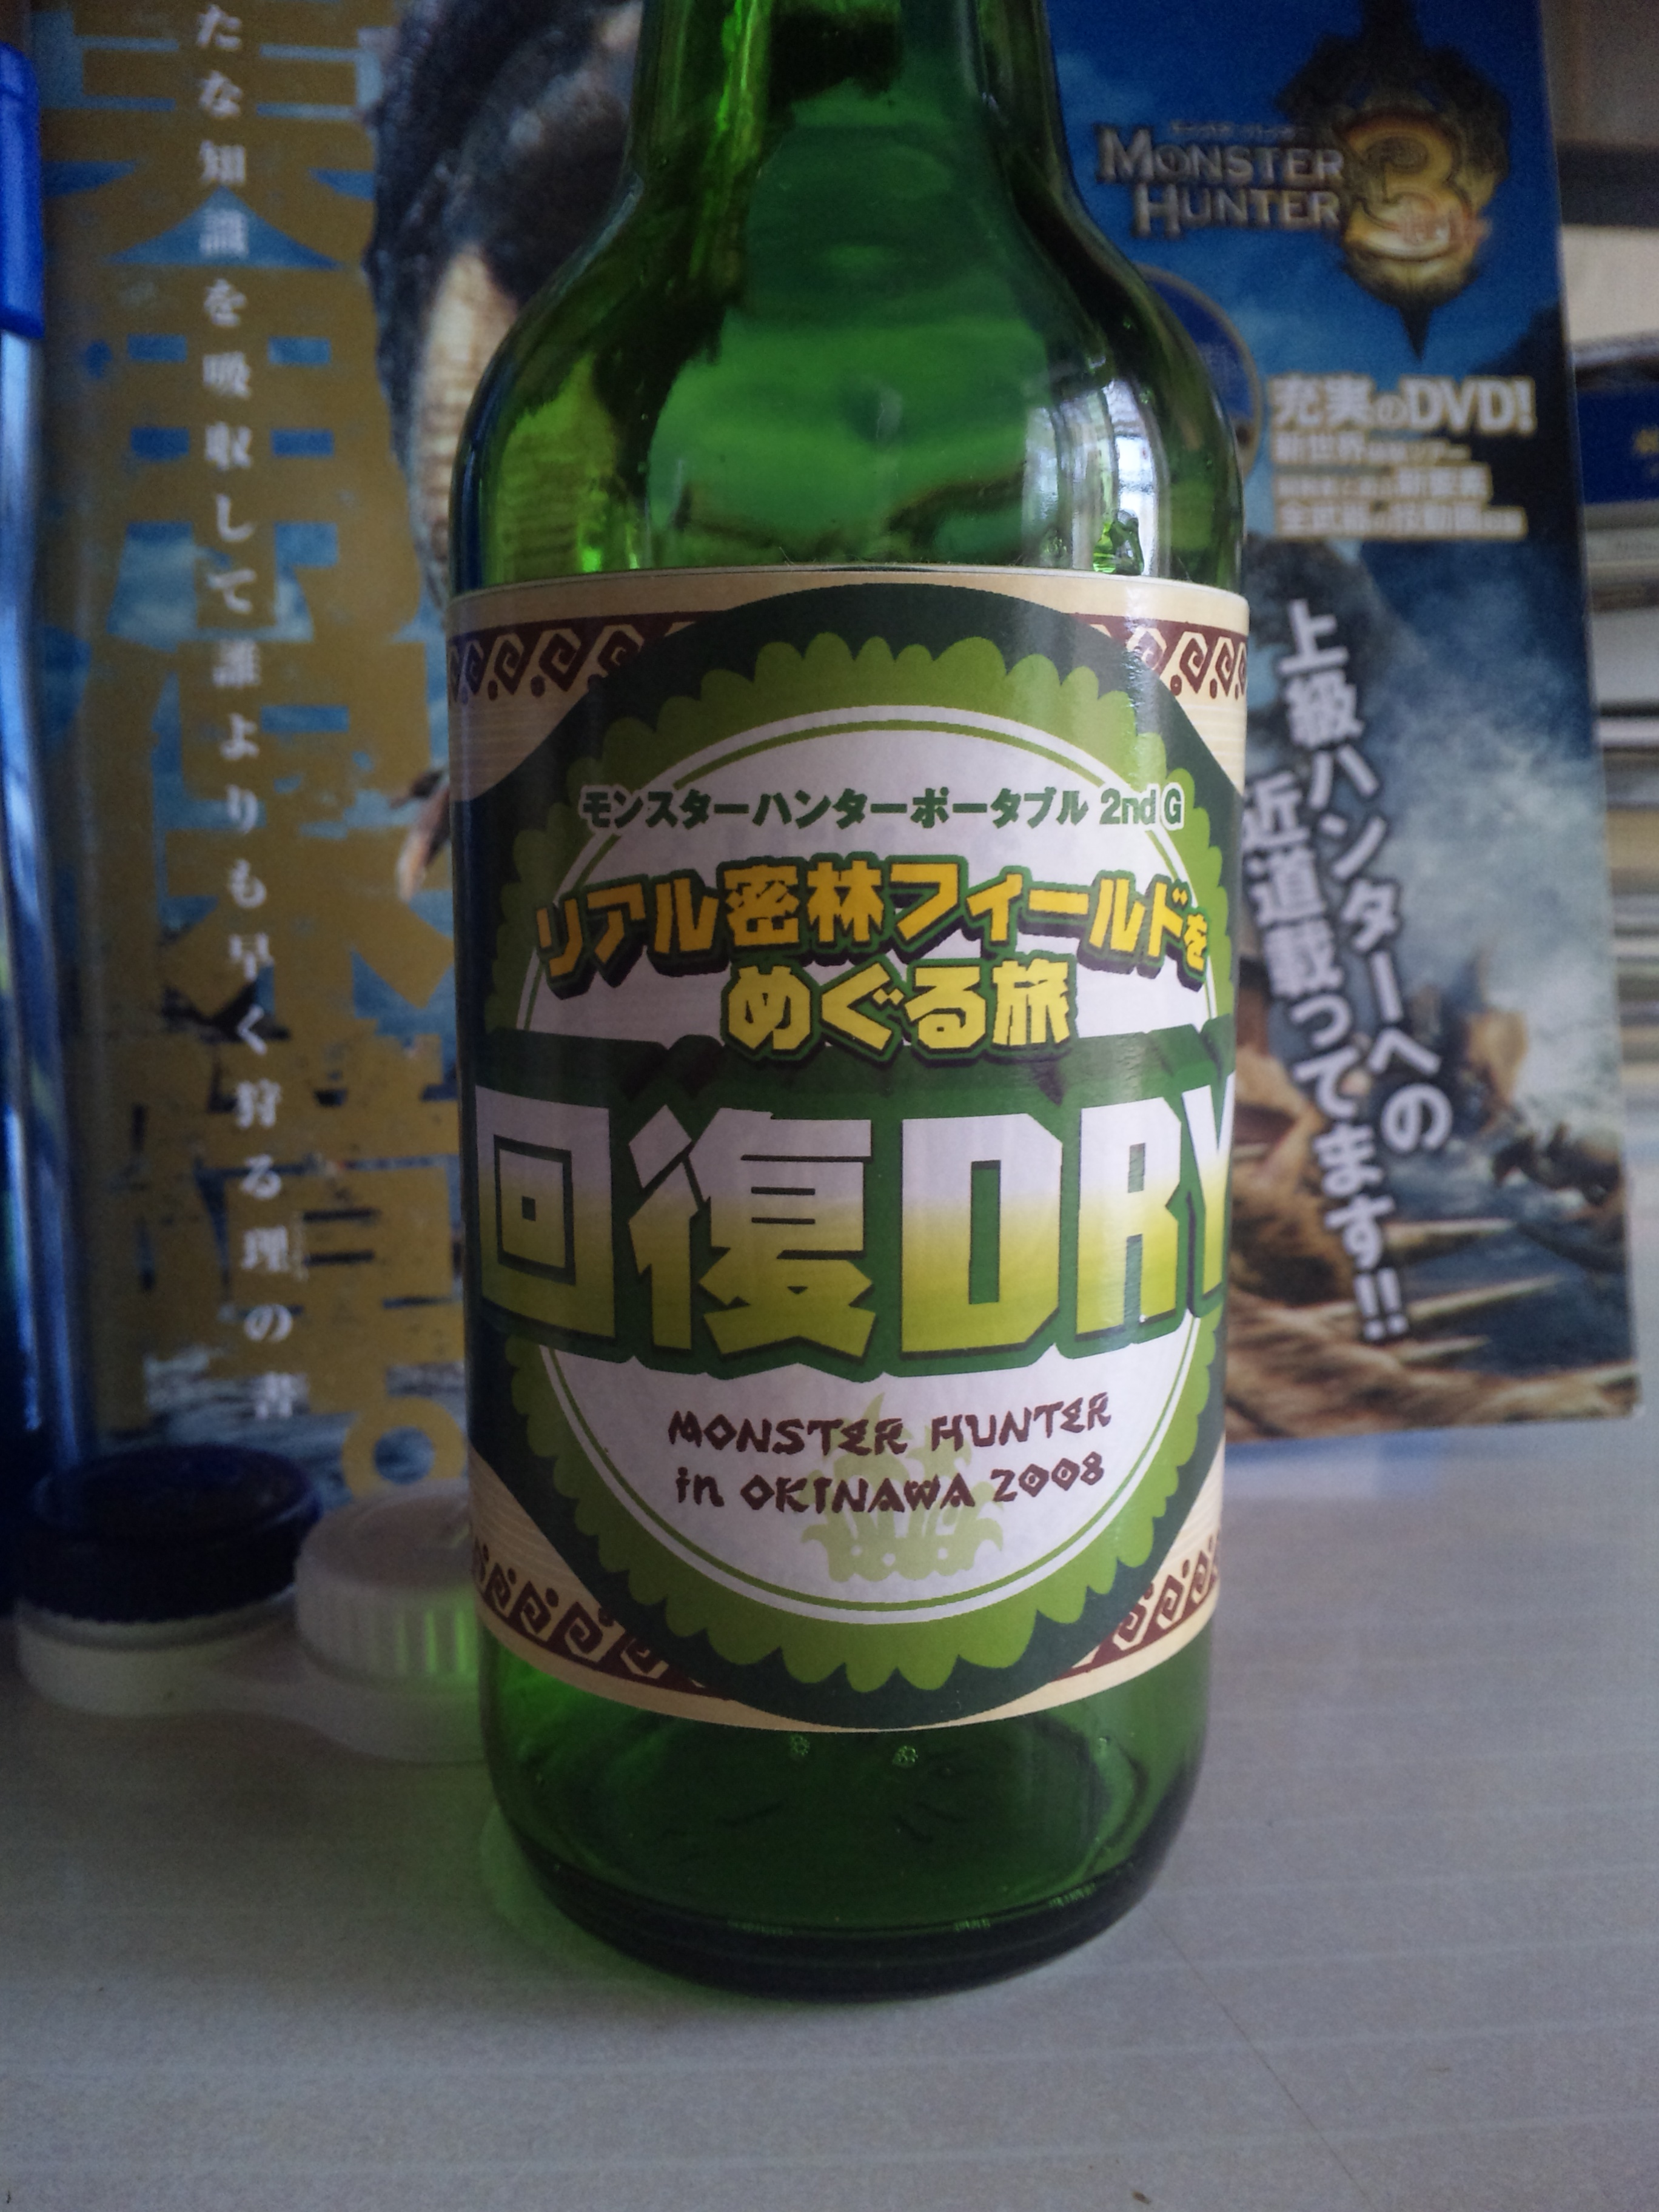 たな知識を吸収して誰よりも早く狩る理の書
MONSTER
HUNTER 3
充実のDVD!
新世界
上級ハンターへの
近道載ってます!!
モンスターハンターポータブル 2nd G
リアル密林フィールドを
めぐる旅
回復DRY
MONSTER HUNTER
in OKINAWA 2008